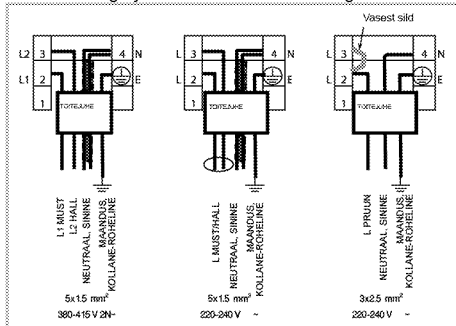 Vasest sild
L2 3 4 N
L1 2 E
1
TOITEJUHE
L1 MUST
L2 HALL
NEUTRAAL, SININE
MAANDUS,
KOLLANE-ROHELINE
5x1.5 mm²
380-415 V 2N~
L 3 4 N
L 2 E
1
TOITEJUHE
L MUST/HALL
NEUTRAAL, SININE
MAANDUS,
KOLLANE-ROHELINE
5x1.5 mm²
220-240 V ~
L 3 4 N
L 2 E
1
TOITEJUHE
L PRUUN
NEUTRAAL, SININE
MAANDUS,
KOLLANE-ROHELINE
3x2.5 mm²
220-240 V ~